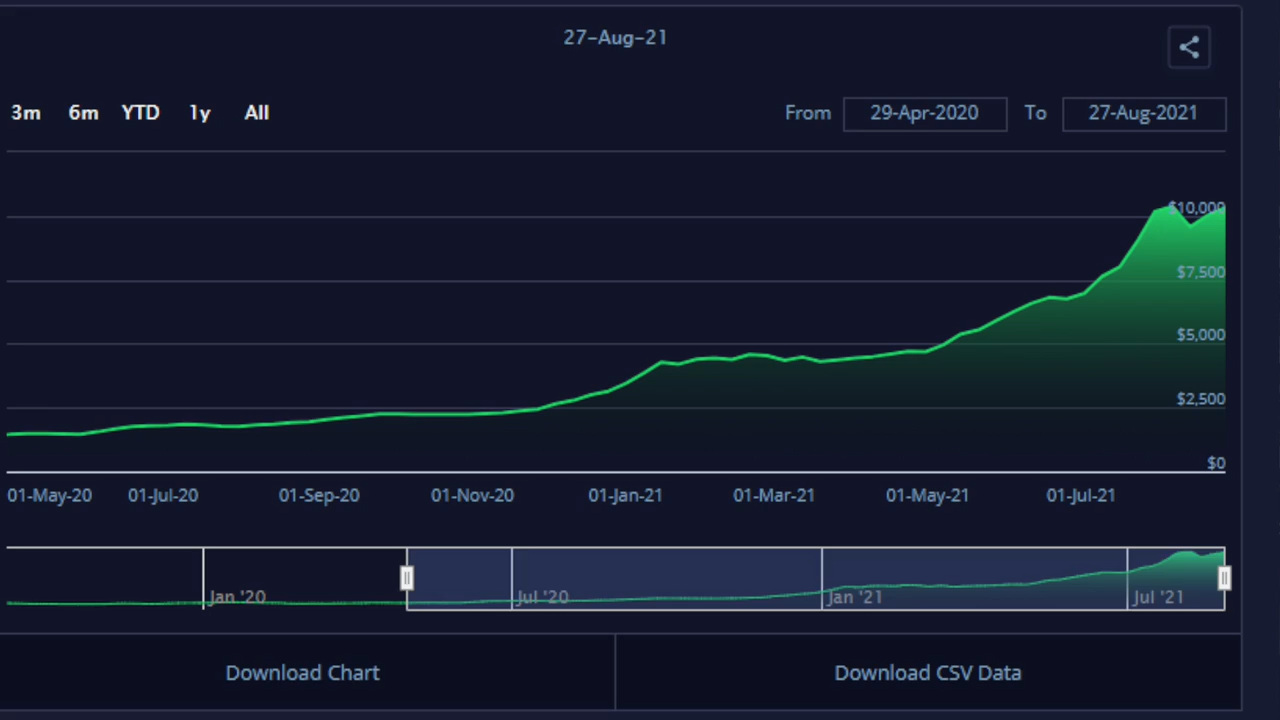 27-Aug-21
3m 6m YTD 1y All From 29-Apr-2020 To 27-Aug-2021
$10,000
$7,500
$5,000
$2,500
$0
01-May-20 01-Jul-20 01-Sep-20 01-Nov-20 01-Jan-21 01-Mar-21 01-May-21 01-Jul-21
Jan '20 Jul '20 Jan '21 Jul '21
Download Chart Download CSV Data